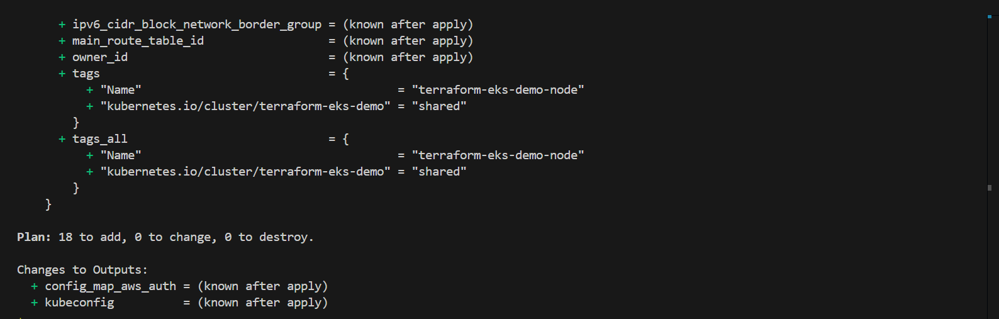 + ipv6_cidr_block_network_border_group = (known after apply)
+ main_route_table_id = (known after apply)
+ owner_id = (known after apply)
+ tags = {
+ "Name" = "terraform-eks-demo-node"
+ "kubernetes.io/cluster/terraform-eks-demo" = "shared"
}
+ tags_all = {
+ "Name" = "terraform-eks-demo-node"
+ "kubernetes.io/cluster/terraform-eks-demo" = "shared"
}
}
Plan: 18 to add, 0 to change, 0 to destroy.
Changes to Outputs:
+ config_map_aws_auth = (known after apply)
+ kubeconfig = (known after apply)